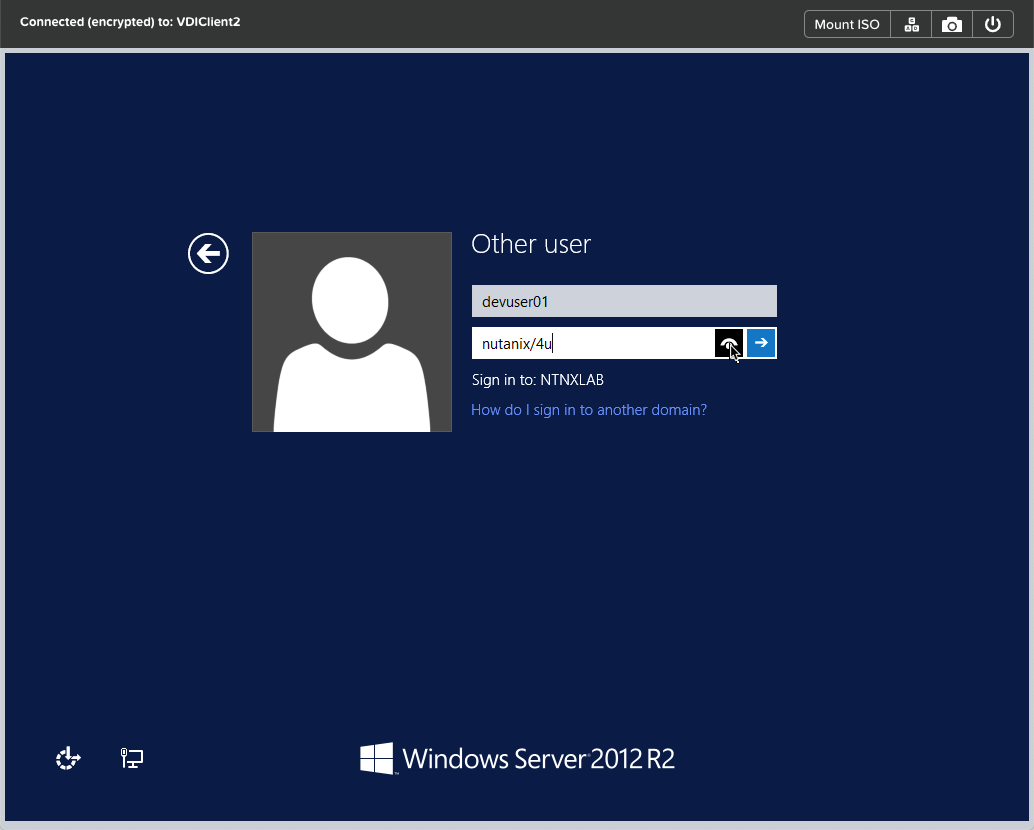 Connected (encrypted) to: VDIClient2
Mount ISO
C
A D
Other user
devuser01
nutanix/4u
Sign in to: NTNXLAB
How do I sign in to another domain?
Windows Server 2012 R2